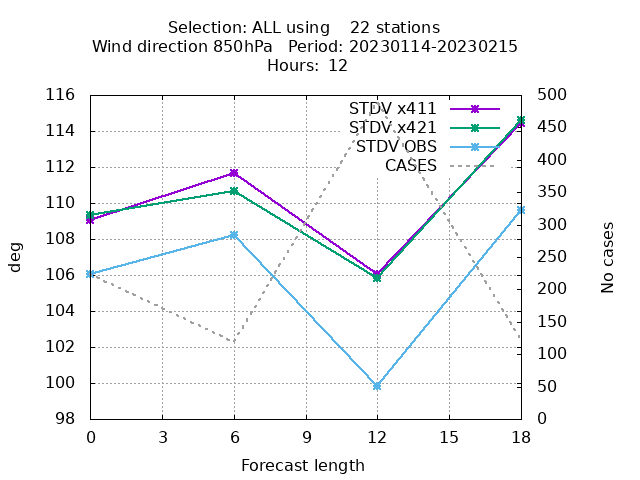 Selection: ALL using    22 stations
Wind direction 850hPa   Period: 20230114-20230215
Hours: 12
STDV x411
STDV x421
STDV OBS
CASES
116
114
112
110
108
106
104
102
100
98
500
450
400
350
300
250
200
150
100
50
0
deg
No cases
0 3 6 9 12 15 18
Forecast length